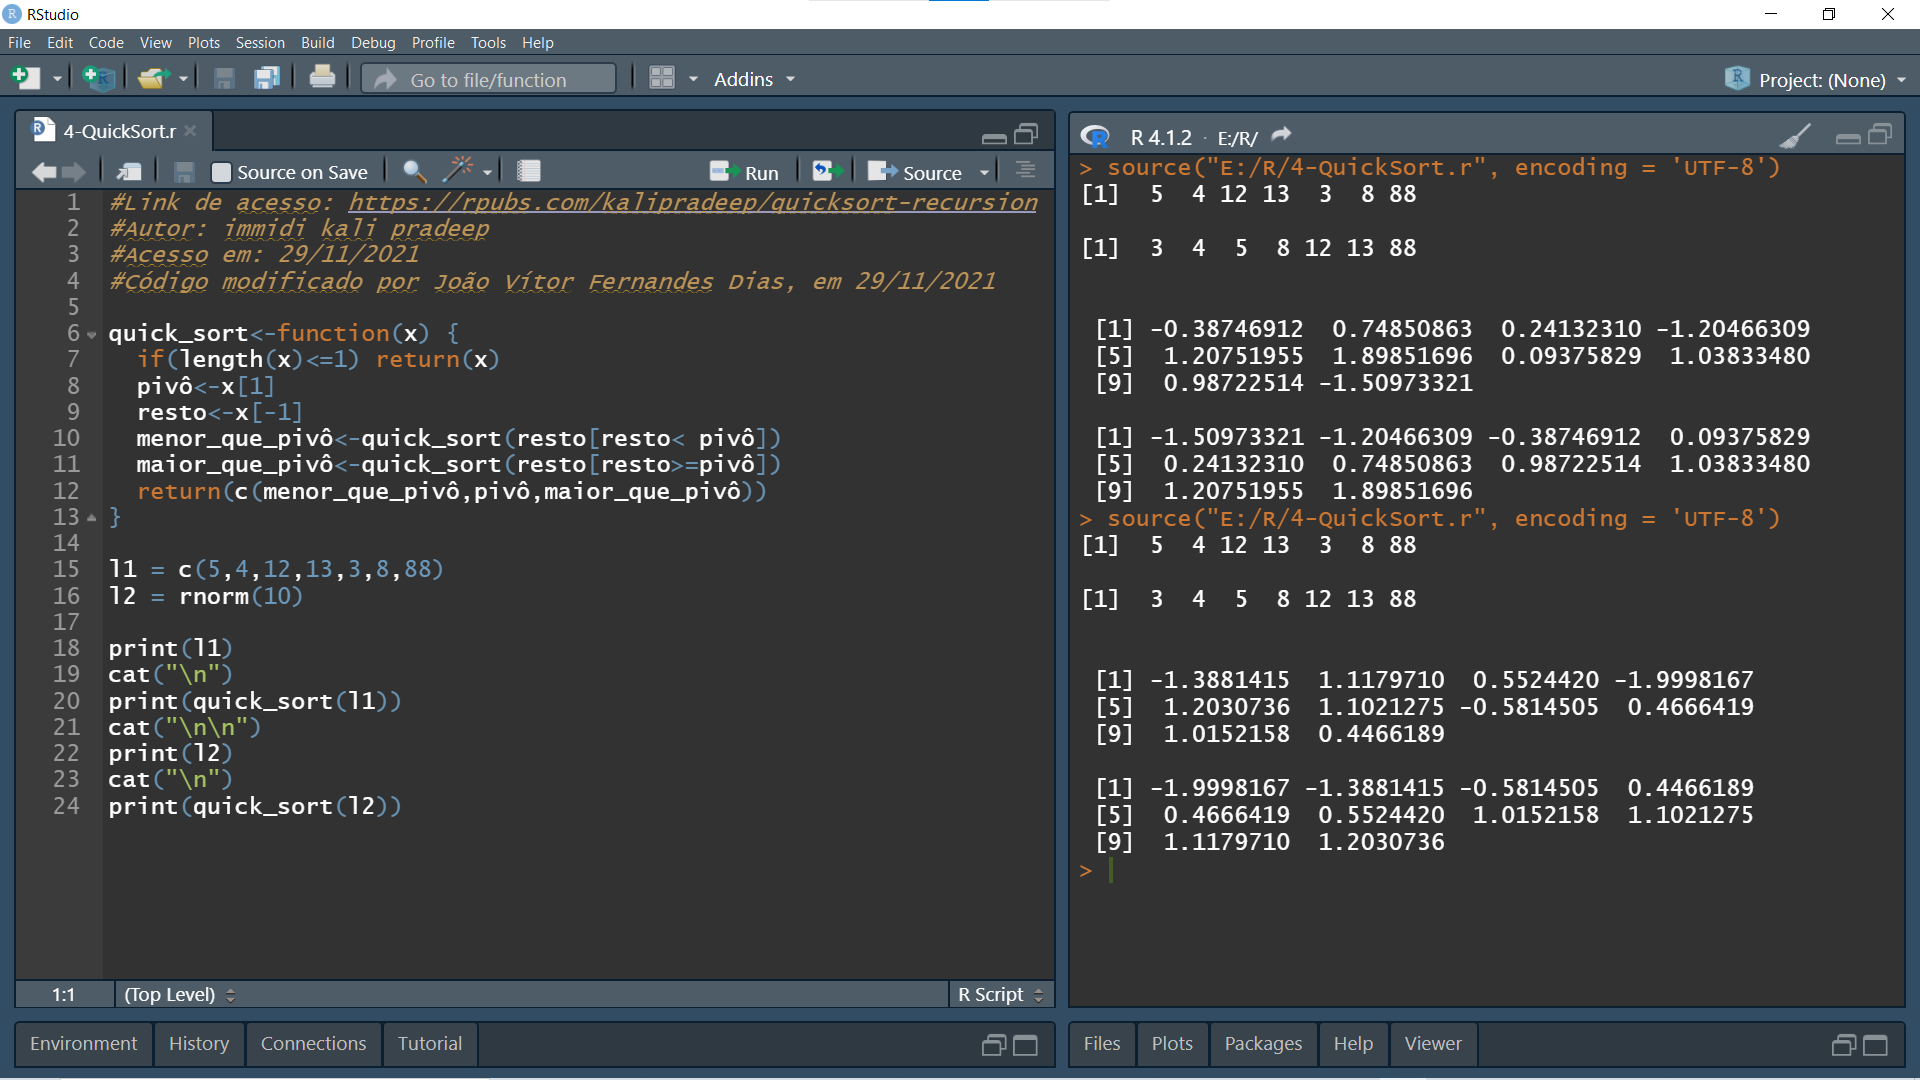 RStudio
File Edit Code View Plots Session Build Debug Profile Tools Help
Go to file/function Addins Project: (None)
4-QuickSort.r
Source on Save Run Source
1 #Link de acesso: https://rpubs.com/kalipradeep/quicksort-recursion
2 #Autor: immidi kali pradeep
3 #Acesso em: 29/11/2021
4 #Código modificado por João Vítor Fernandes Dias, em 29/11/2021
5
6 quick_sort<-function(x) {
7 if(length(x)<=1) return(x)
8 pivô<-x[1]
9 resto<-x[-1]
10 menor_que_pivô<-quick_sort(resto[resto< pivô])
11 maior_que_pivô<-quick_sort(resto[resto>=pivô])
12 return(c(menor_que_pivô,pivô,maior_que_pivô))
13 }
14
15 l1 = c(5,4,12,13,3,8,88)
16 l2 = rnorm(10)
17
18 print(l1)
19 cat("\n")
20 print(quick_sort(l1))
21 cat("\n\n")
22 print(l2)
23 cat("\n")
24 print(quick_sort(l2))
1:1 (Top Level) R Script
Environment History Connections Tutorial
R 4.1.2 · E:/R/
> source("E:/R/4-QuickSort.r", encoding = 'UTF-8')
[1] 5 4 12 13 3 8 88
[1] 3 4 5 8 12 13 88
[1] -0.38746912 0.74850863 0.24132310 -1.20466309
[5] 1.20751955 1.89851696 0.09375829 1.03833480
[9] 0.98722514 -1.50973321
[1] -1.50973321 -1.20466309 -0.38746912 0.09375829
[5] 0.24132310 0.74850863 0.98722514 1.03833480
[9] 1.20751955 1.89851696
> source("E:/R/4-QuickSort.r", encoding = 'UTF-8')
[1] 5 4 12 13 3 8 88
[1] 3 4 5 8 12 13 88
[1] -1.3881415 1.1179710 0.5524420 -1.9998167
[5] 1.2030736 1.1021275 -0.5814505 0.4666419
[9] 1.0152158 0.4466189
[1] -1.9998167 -1.3881415 -0.5814505 0.4466189
[5] 0.4666419 0.5524420 1.0152158 1.1021275
[9] 1.1179710 1.2030736
>
Files Plots Packages Help Viewer